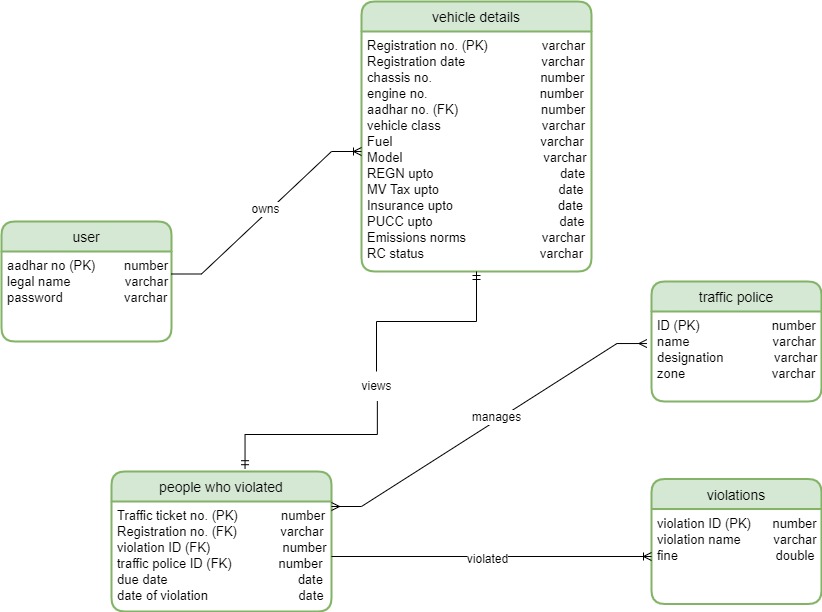 vehicle details
Registration no. (PK) varchar
Registration date varchar
chassis no. number
engine no. number
aadhar no. (FK) number
vehicle class varchar
Fuel varchar
Model varchar
REGN upto date
MV Tax upto date
Insurance upto date
PUCC upto date
Emissions norms varchar
RC status varchar
owns
user
aadhar no (PK) number
legal name varchar
password varchar
views
traffic police
ID (PK) number
name varchar
designation varchar
zone varchar
manages
people who violated
Traffic ticket no. (PK) number
Registration no. (FK) varchar
violation ID (FK) number
traffic police ID (FK) number
due date date
date of violation date
violated
violations
violation ID (PK) number
violation name varchar
fine double